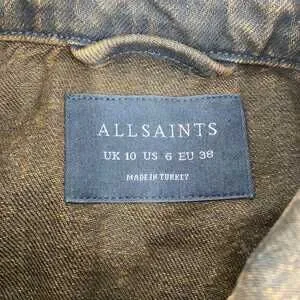 ALLSAINTS
UK 10 US 6 EU 38
MADE IN TURKEY